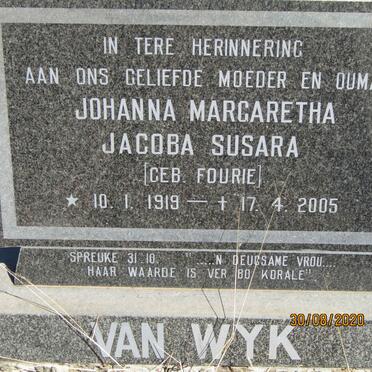 IN TERE HERINNERING
AAN ONS GELIEFDE MOEDER EN OUMA
JOHANNA MARGARETHA
JACOBA SUSARA
[GEB. FOURIE]
★ 10. 1. 1919 — † 17. 4. 2005
SPREUKE 31:10. ".....N DEUGSAME VROU....
HAAR WAARDE IS VER BO KORALE"
30/08/2020
VAN WYK